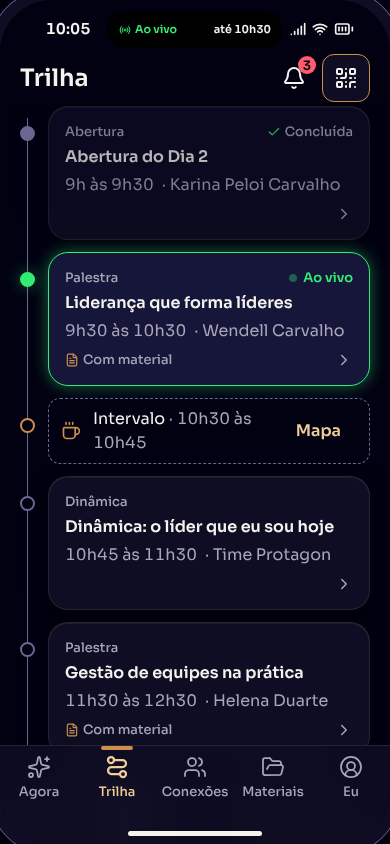 10:05
Ao vivo
até 10h30
Trilha
3
Abertura
Concluída
Abertura do Dia 2
9h às 9h30 · Karina Peloi Carvalho
Palestra
Ao vivo
Liderança que forma líderes
9h30 às 10h30 · Wendell Carvalho
Com material
Intervalo · 10h30 às
10h45
Mapa
Dinâmica
Dinâmica: o líder que eu sou hoje
10h45 às 11h30 · Time Protagon
Palestra
Gestão de equipes na prática
11h30 às 12h30 · Helena Duarte
Com material
Agora
Trilha
Conexões
Materiais
Eu